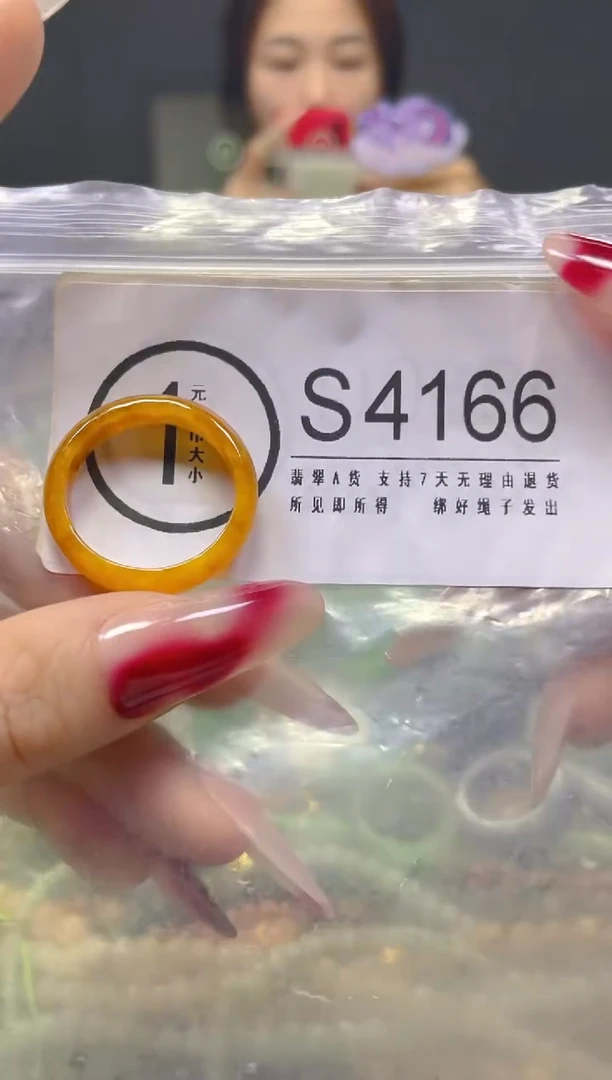 1
元
币
大
小
S4166
翡翠A货 支持7天无理由退货
所见即所得 绑好绳子发出